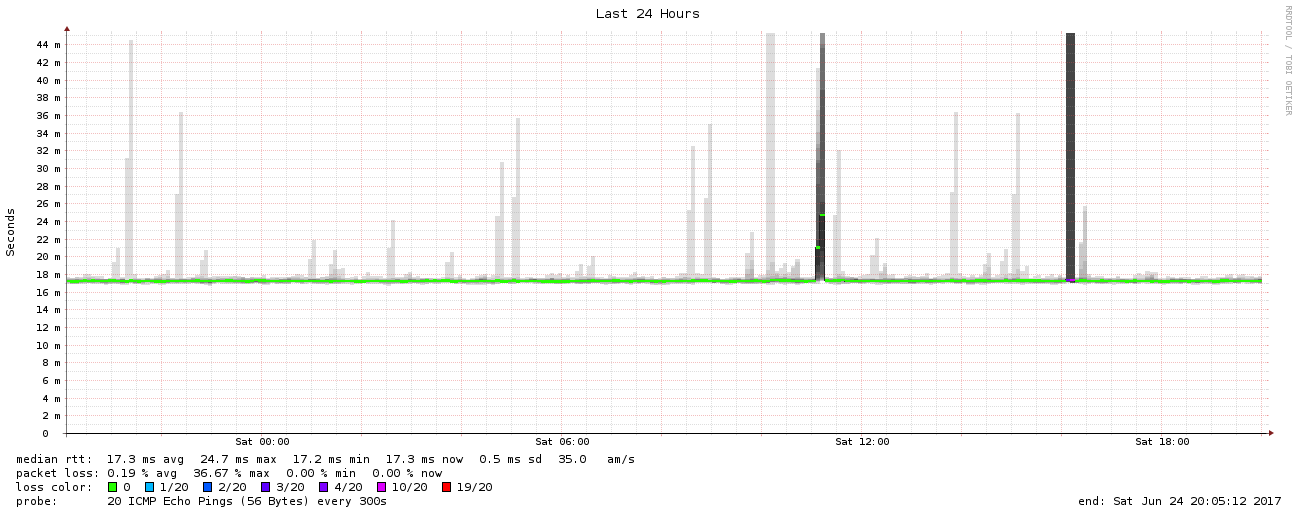 Last 24 Hours
RRDTOOL / TOBI OETIKER
Seconds
44 m
42 m
40 m
38 m
36 m
34 m
32 m
30 m
28 m
26 m
24 m
22 m
20 m
18 m
16 m
14 m
12 m
10 m
8 m
6 m
4 m
2 m
0
Sat 00:00 Sat 06:00 Sat 12:00 Sat 18:00
median rtt: 17.3 ms avg 24.7 ms max 17.2 ms min 17.3 ms now 0.5 ms sd 35.0 am/s
packet loss: 0.19 % avg 36.67 % max 0.00 % min 0.00 % now
loss color: 0 1/20 2/20 3/20 4/20 10/20 19/20
probe: 20 ICMP Echo Pings (56 Bytes) every 300s
end: Sat Jun 24 20:05:12 2017